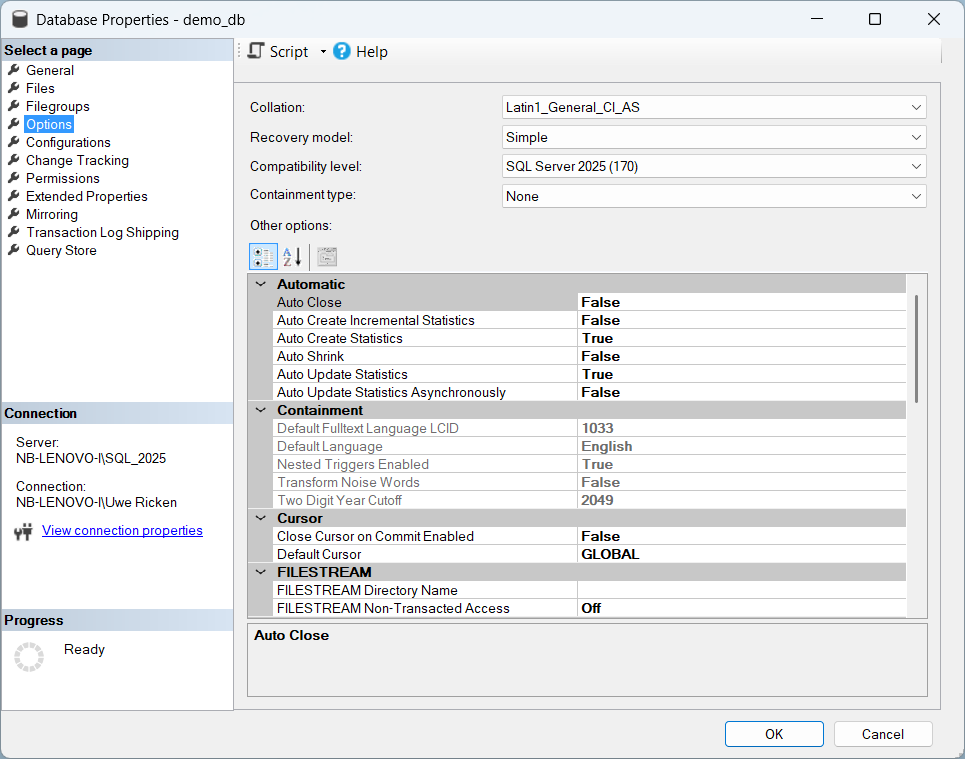 Database Properties - demo_db
Select a page
General
Files
Filegroups
Options
Configurations
Change Tracking
Permissions
Extended Properties
Mirroring
Transaction Log Shipping
Query Store
Connection
Server:
NB-LENOVO-I\SQL_2025
Connection:
NB-LENOVO-I\Uwe Ricken
View connection properties
Progress
Ready
Script
Help
Collation: Latin1_General_CI_AS
Recovery model: Simple
Compatibility level: SQL Server 2025 (170)
Containment type: None
Other options:
Automatic
Auto Close False
Auto Create Incremental Statistics False
Auto Create Statistics True
Auto Shrink False
Auto Update Statistics True
Auto Update Statistics Asynchronously False
Containment
Default Fulltext Language LCID 1033
Default Language English
Nested Triggers Enabled True
Transform Noise Words False
Two Digit Year Cutoff 2049
Cursor
Close Cursor on Commit Enabled False
Default Cursor GLOBAL
FILESTREAM
FILESTREAM Directory Name
FILESTREAM Non-Transacted Access Off
Auto Close
OK
Cancel